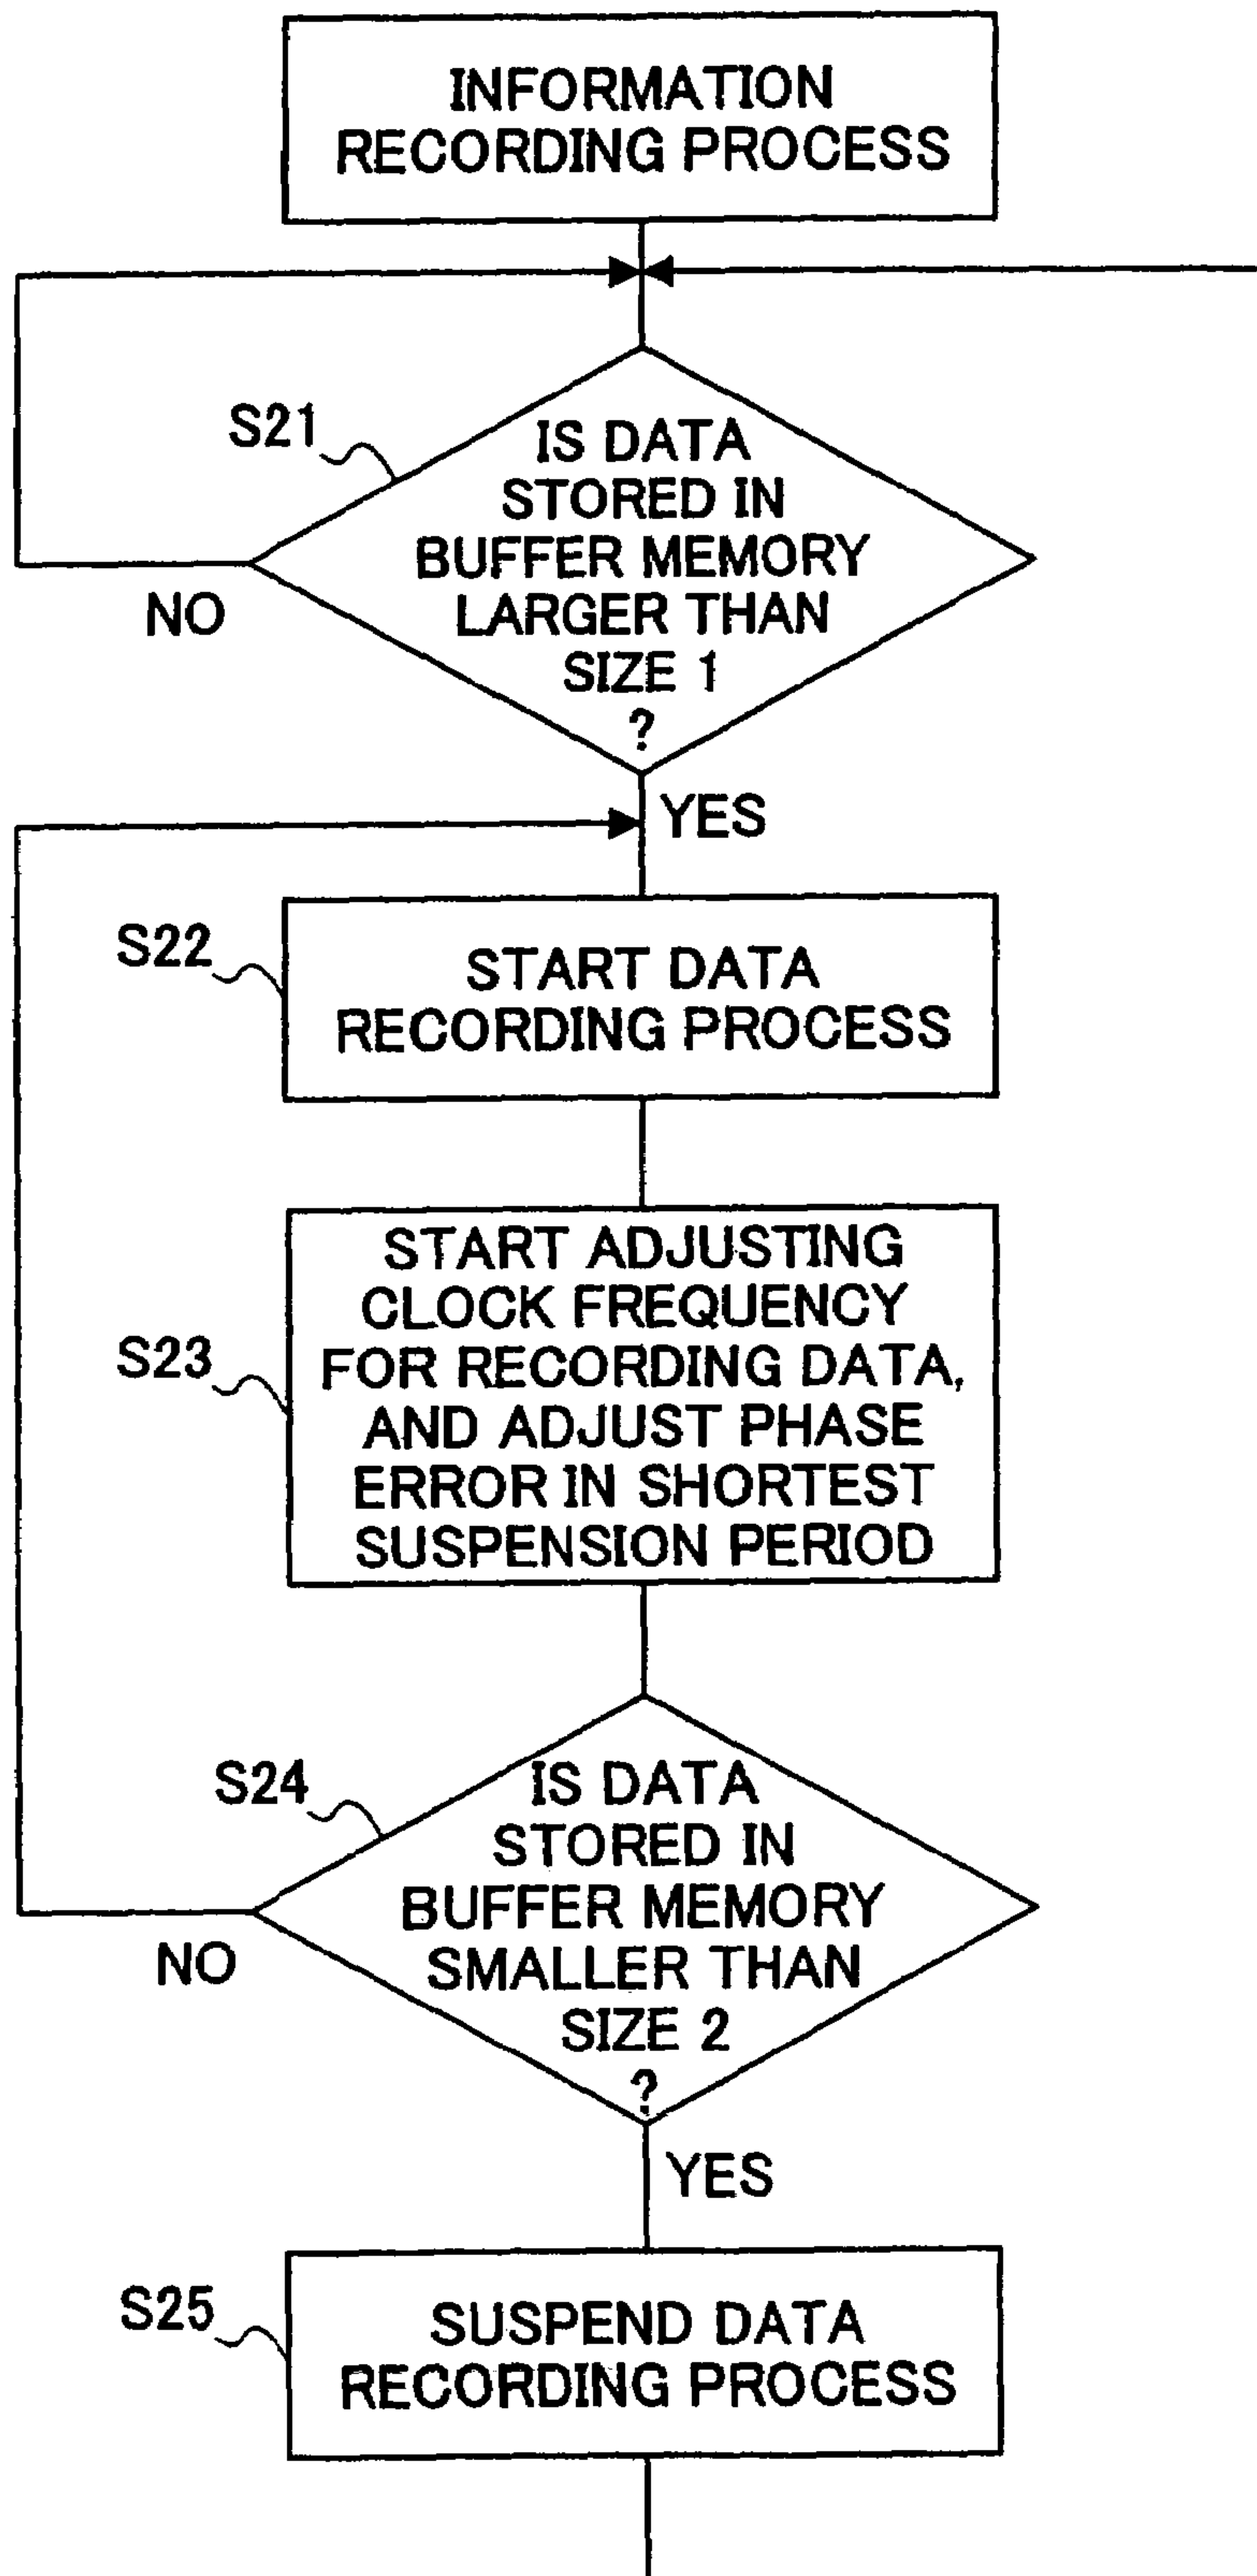 INFORMATION
RECORDING PROCESS
S21
IS DATA
STORED IN
BUFFER MEMORY
LARGER THAN
SIZE 1
?
NO
YES
S22
START DATA
RECORDING PROCESS
S23
START ADJUSTING
CLOCK FREQUENCY
FOR RECORDING DATA,
AND ADJUST PHASE
ERROR IN SHORTEST
SUSPENSION PERIOD
S24
IS DATA
STORED IN
BUFFER MEMORY
SMALLER THAN
SIZE 2
?
NO
YES
S25
SUSPEND DATA
RECORDING PROCESS